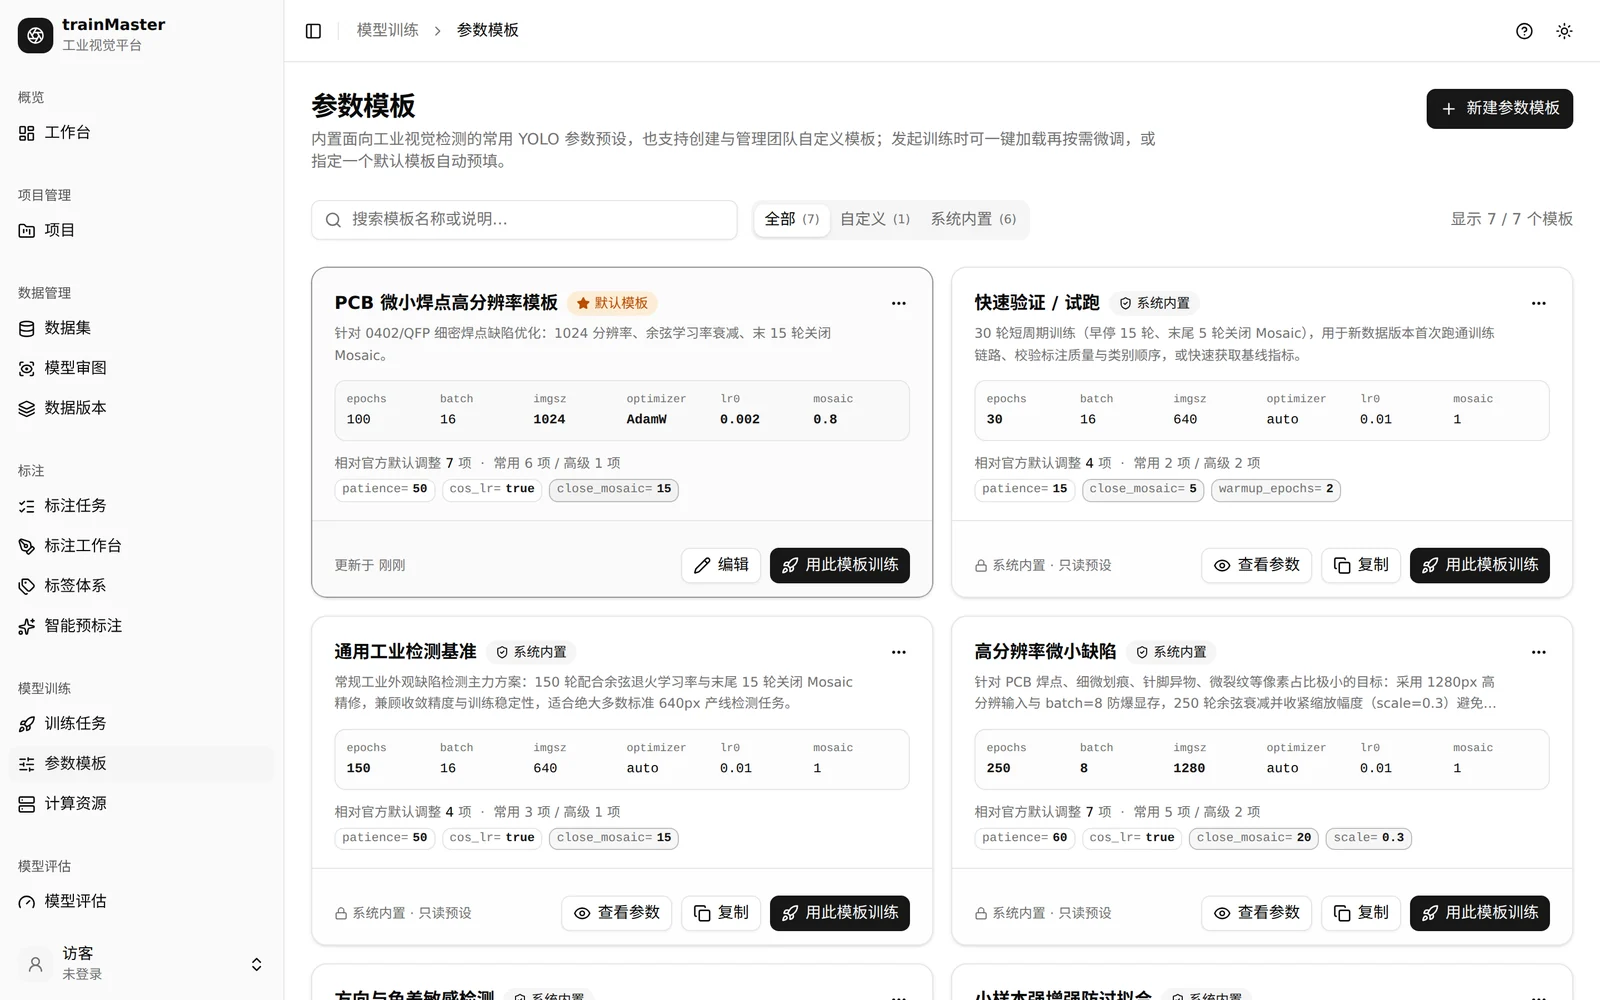 trainMaster
工业视觉平台
概览
工作台
项目管理
项目
数据管理
数据集
模型审图
数据版本
标注
标注任务
标注工作台
标签体系
智能预标注
模型训练
训练任务
参数模板
计算资源
模型评估
模型评估
访客
未登录
模型训练 > 参数模板
参数模板
内置面向工业视觉检测的常用 YOLO 参数预设，也支持创建与管理团队自定义模板；发起训练时可一键加载再按需微调，或
指定一个默认模板自动预填。
新建参数模板
搜索模板名称或说明...
全部 (7) 自定义 (1) 系统内置 (6)
显示 7 / 7 个模板
PCB 微小焊点高分辨率模板 默认模板
针对 0402/QFP 细密焊点缺陷优化：1024 分辨率、余弦学习率衰减、末 15 轮关闭
Mosaic。
epochs batch imgsz optimizer lr0 mosaic
100 16 1024 AdamW 0.002 0.8
相对官方默认调整 7 项 · 常用 6 项 / 高级 1 项
patience= 50 cos_lr= true close_mosaic= 15
更新于 刚刚 编辑 用此模板训练
快速验证 / 试跑 系统内置
30 轮短周期训练（早停 15 轮、末尾 5 轮关闭 Mosaic），用于新数据版本首次跑通训练
链路、校验标注质量与类别顺序，或快速获取基线指标。
epochs batch imgsz optimizer lr0 mosaic
30 16 640 auto 0.01 1
相对官方默认调整 4 项 · 常用 2 项 / 高级 2 项
patience= 15 close_mosaic= 5 warmup_epochs= 2
系统内置 · 只读预设 查看参数 复制 用此模板训练
通用工业检测基准 系统内置
常规工业外观缺陷检测主力方案：150 轮配合余弦退火学习率与末尾 15 轮关闭 Mosaic
精修，兼顾收敛精度与训练稳定性，适合绝大多数标准 640px 产线检测任务。
epochs batch imgsz optimizer lr0 mosaic
150 16 640 auto 0.01 1
相对官方默认调整 4 项 · 常用 3 项 / 高级 1 项
patience= 50 cos_lr= true close_mosaic= 15
系统内置 · 只读预设 查看参数 复制 用此模板训练
高分辨率微小缺陷 系统内置
针对 PCB 焊点、细微划痕、针脚异物、微裂纹等像素占比极小的目标：采用 1280px 高
分辨输入与 batch=8 防爆显存，250 轮余弦衰减并收紧缩放幅度（scale=0.3）避免...
epochs batch imgsz optimizer lr0 mosaic
250 8 1280 auto 0.01 1
相对官方默认调整 7 项 · 常用 5 项 / 高级 2 项
patience= 60 cos_lr= true close_mosaic= 20 scale= 0.3
系统内置 · 只读预设 查看参数 复制 用此模板训练
方向与色差敏感检测 系统内置
小样本强增强防过拟合 系统内置